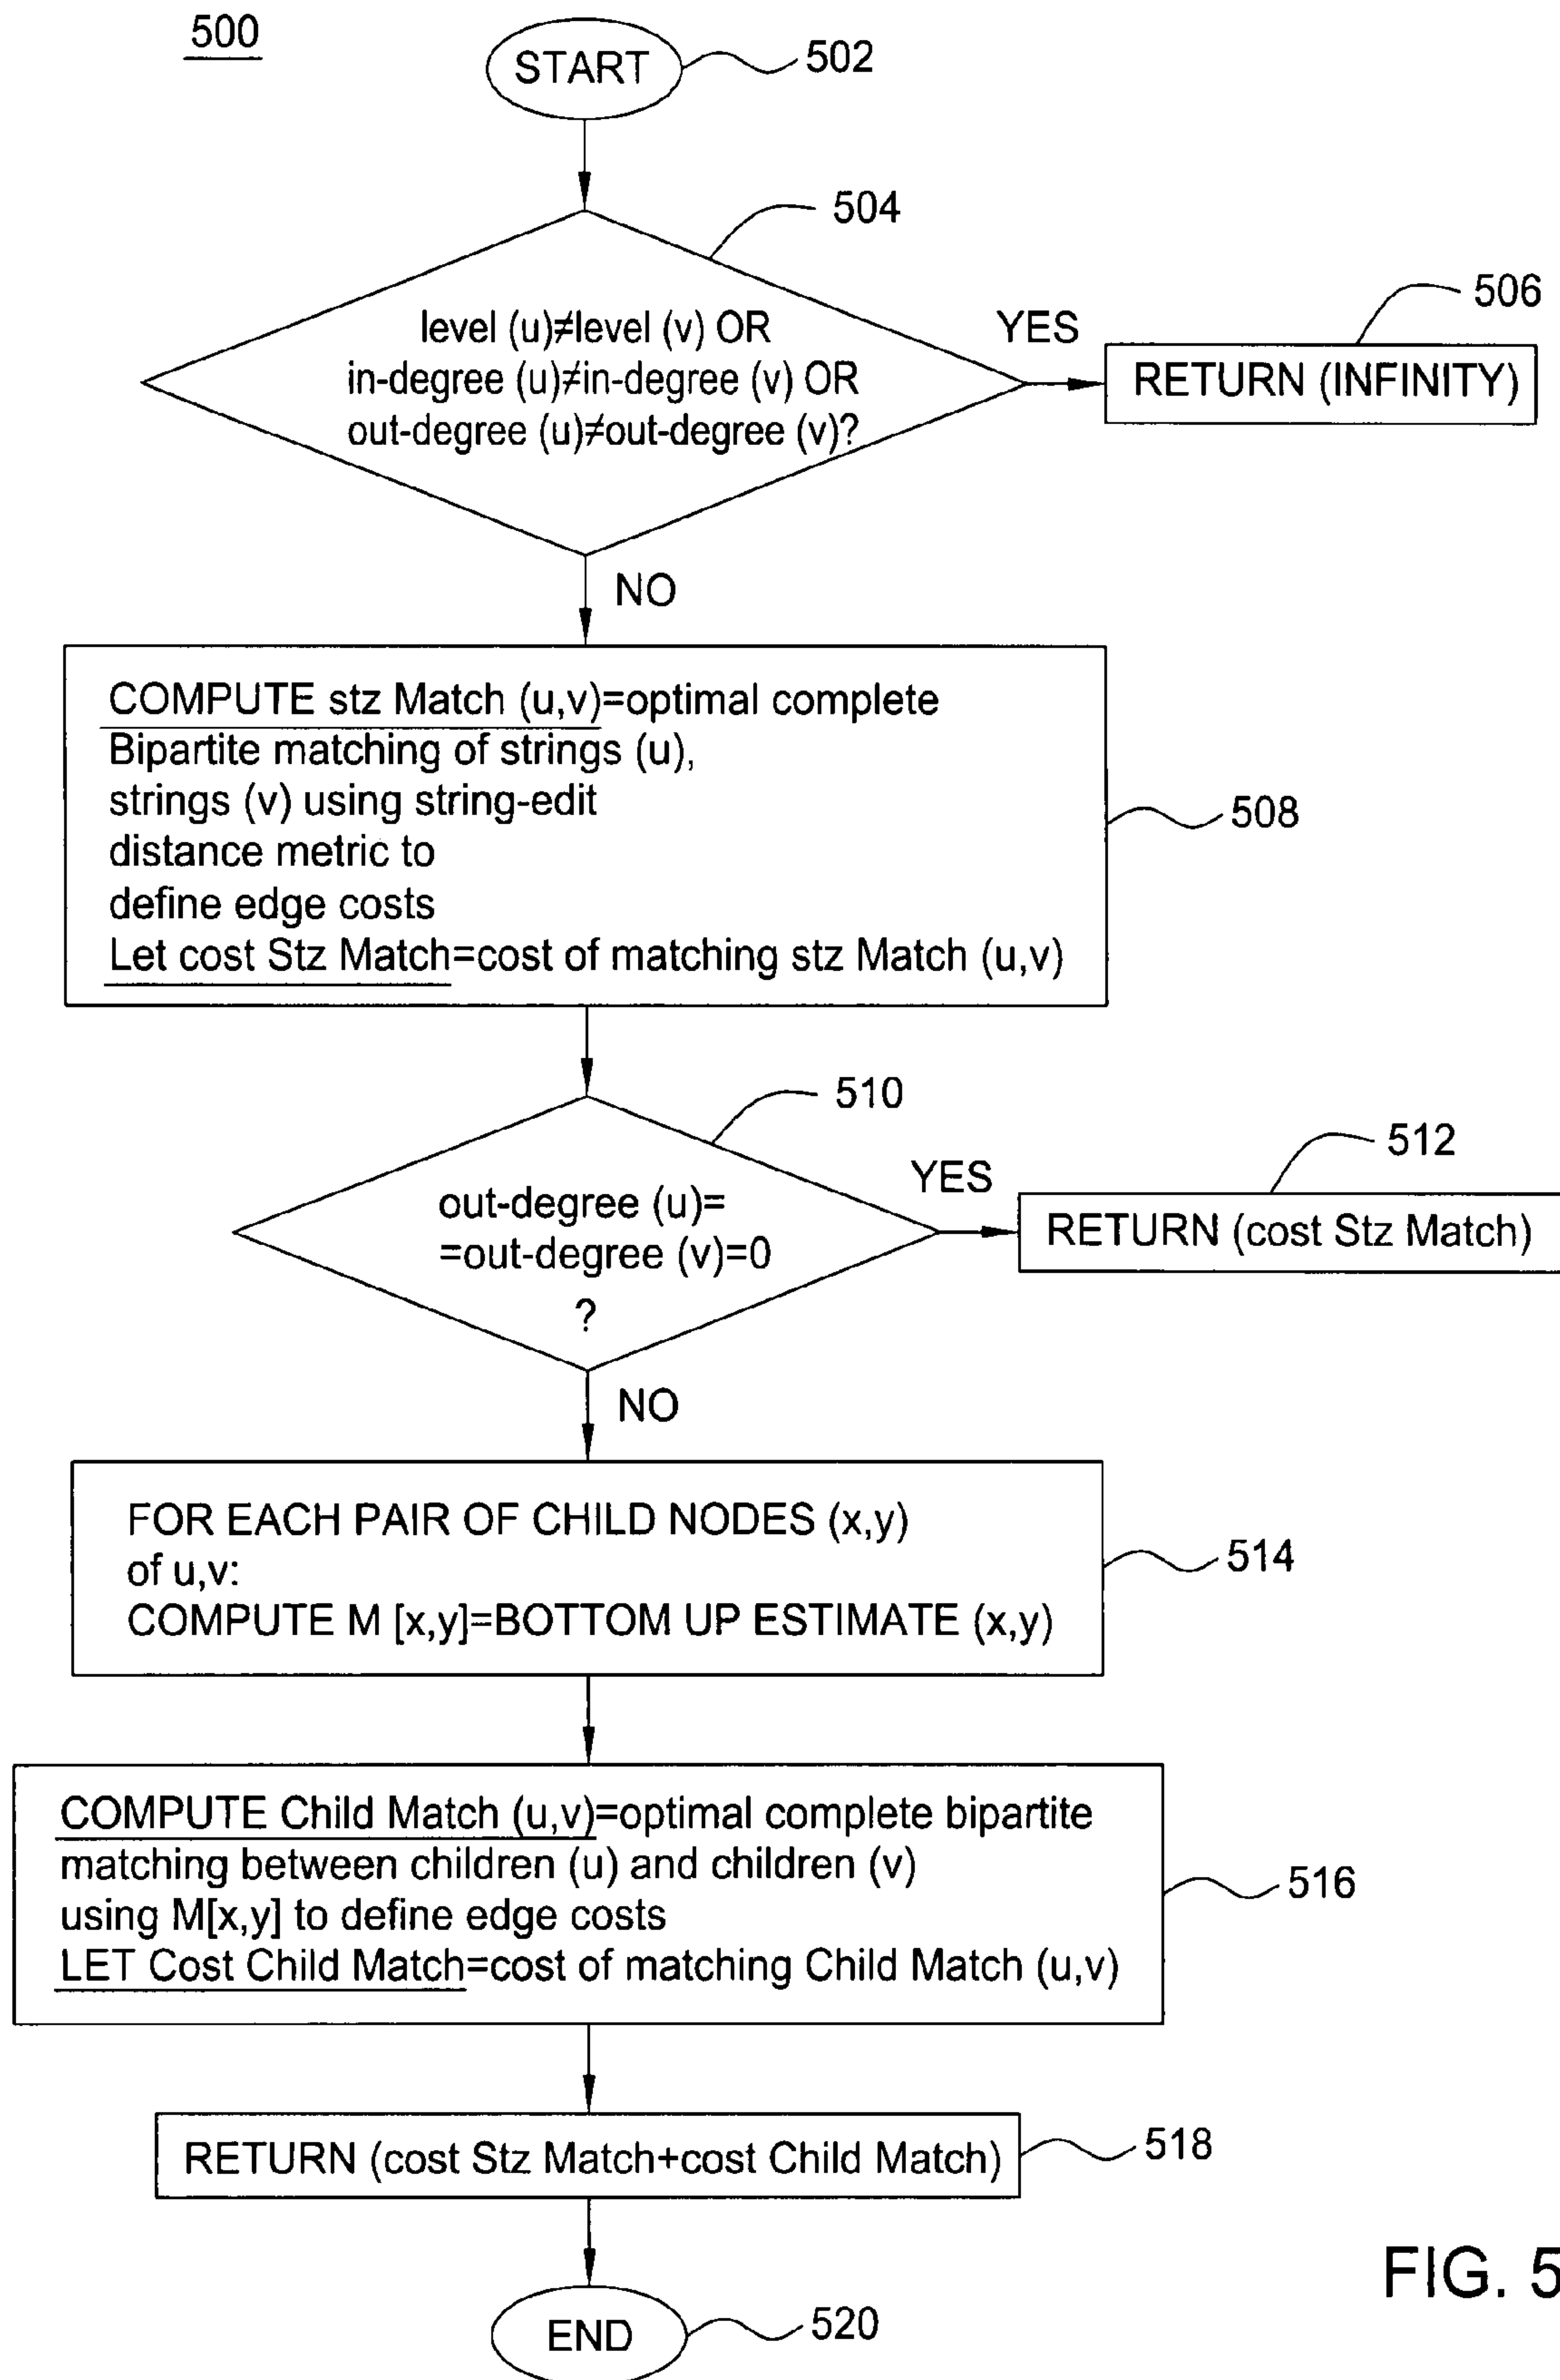 500
START
502
504
level (u)≠level (v) OR
in-degree (u)≠in-degree (v) OR
out-degree (u)≠out-degree (v)?
YES
506
RETURN (INFINITY)
NO
COMPUTE stz Match (u,v)=optimal complete
Bipartite matching of strings (u),
strings (v) using string-edit
distance metric to
define edge costs
Let cost Stz Match=cost of matching stz Match (u,v)
508
510
out-degree (u)=
=out-degree (v)=0
?
YES
512
RETURN (cost Stz Match)
NO
FOR EACH PAIR OF CHILD NODES (x,y)
of u,v:
COMPUTE M [x,y]=BOTTOM UP ESTIMATE (x,y)
514
COMPUTE Child Match (u,v)=optimal complete bipartite
matching between children (u) and children (v)
using M[x,y] to define edge costs
LET Cost Child Match=cost of matching Child Match (u,v)
516
RETURN (cost Stz Match+cost Child Match)
518
END
520
FIG. 5